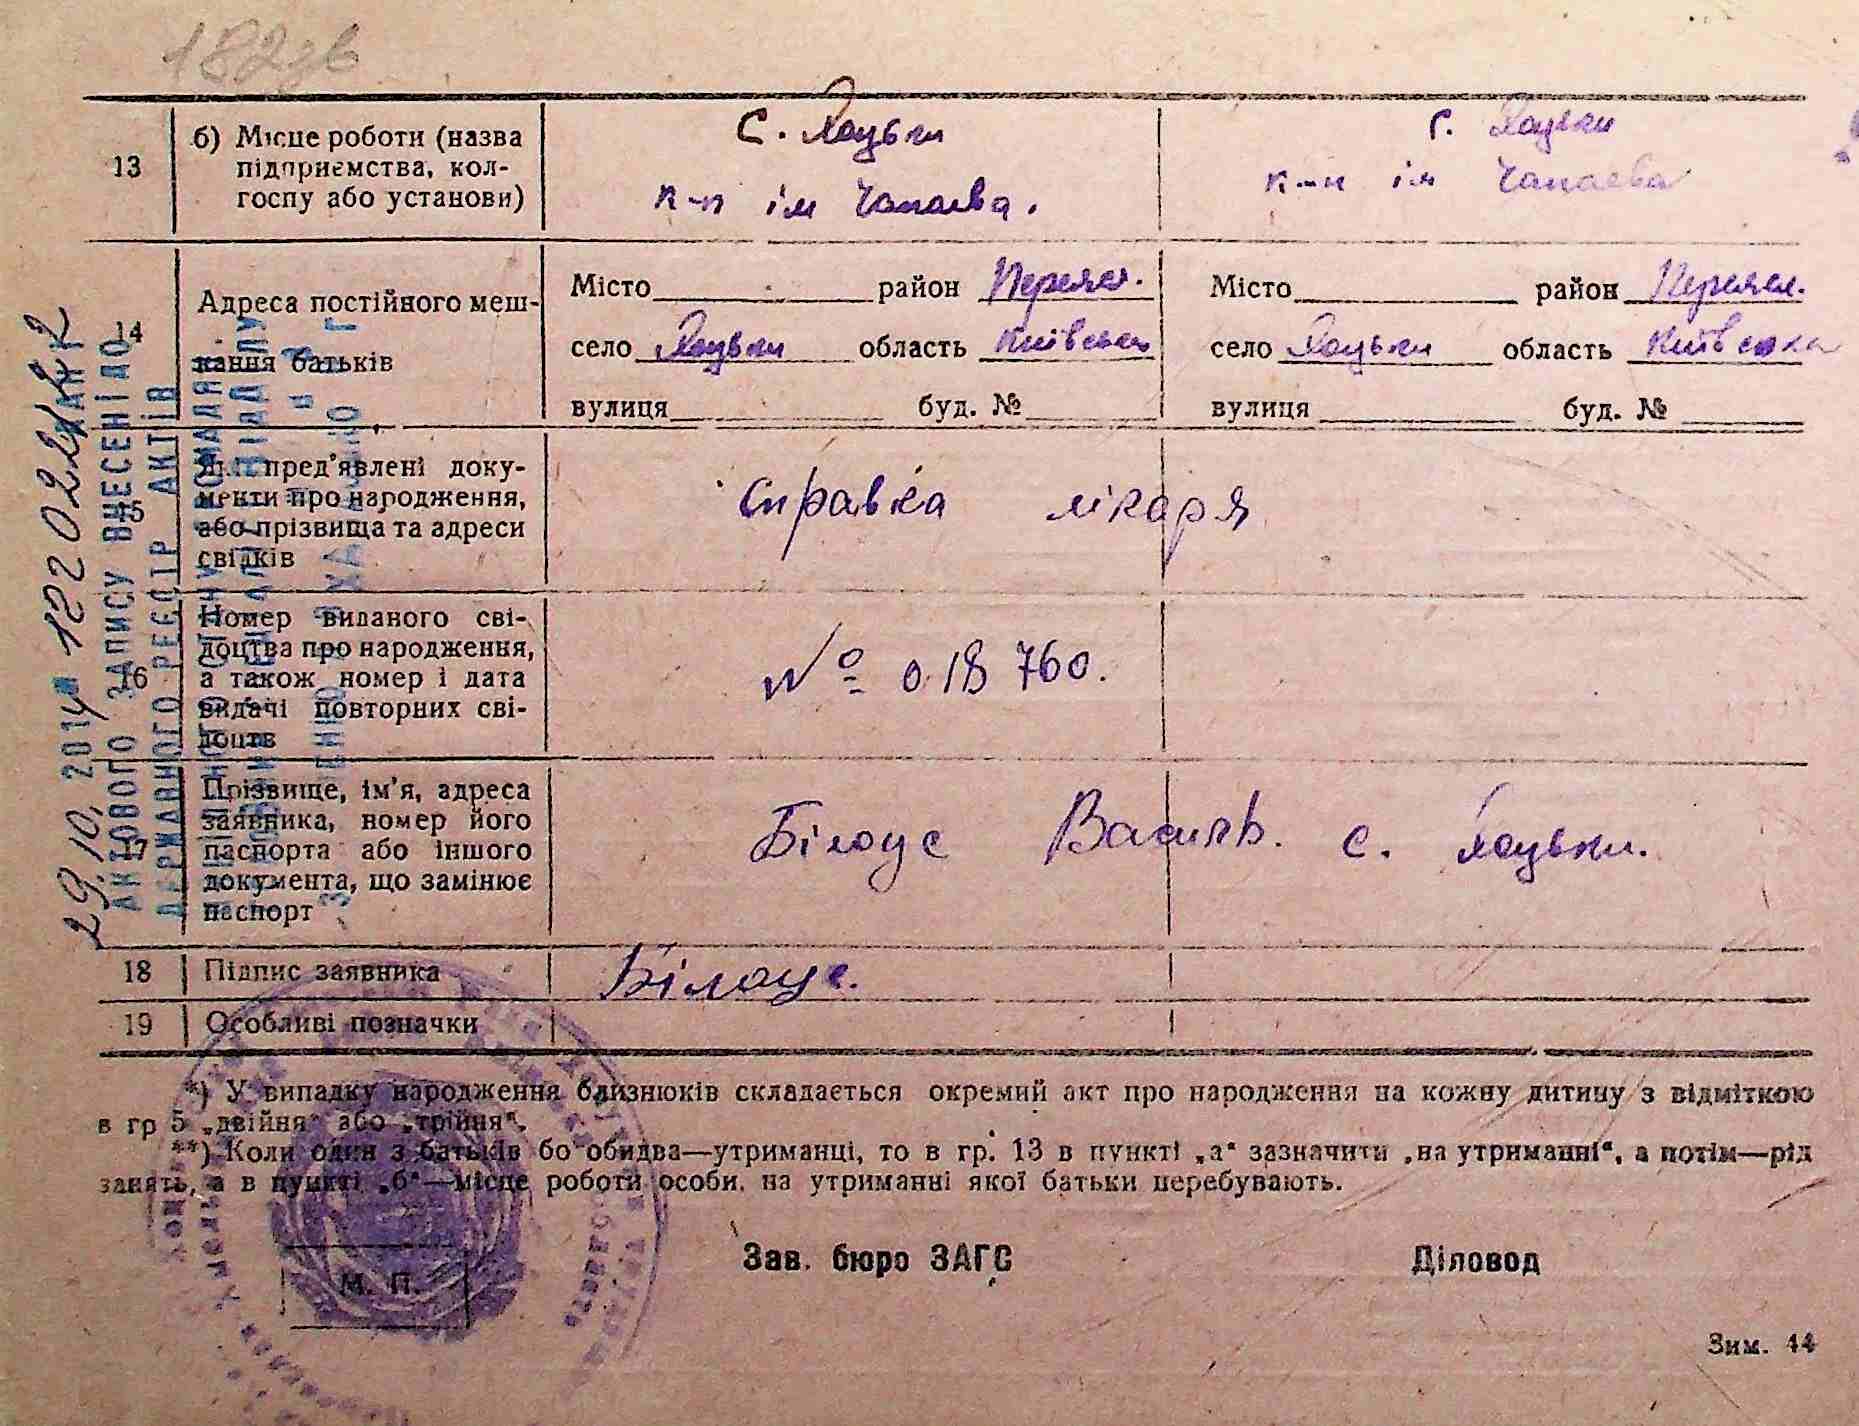 182зв
13
б) Місце роботи (назва
підприємства, кол-
госпу або установи)
с. Хоцьки
к-п ім Чапаєва.
с. Хоцьки
к-п ім Чапаєва
14
Адреса постійного меш-
кання батьків
Місто район Переясл.
село Хоцьки область Київська
вулиця буд. №
Місто район Переясл.
село Хоцьки область Київська
вулиця буд. №
15
Які пред'явлені доку-
менти про народження,
або прізвища та адреси
свідків
Справка лікаря
16
Номер виданого сві-
доцтва про народження,
а також номер і дата
видачі повторних сві-
доцтв
№ 018760.
17
Прізвище, ім'я, адреса
заявника, номер його
паспорта або іншого
документа, що замінює
паспорт
Білоус Василь. с. Хоцьки.
18
Підпис заявника
Білоус.
19
Особливі позначки
*) У випадку народження близнюків складається окремий акт про народження на кожну дитину з відміткою
в гр 5 „двійня“ або „трійня“.
**) Коли один з батьків бо обидва—утриманці, то в гр. 13 в пункті „а“ зазначити „на утриманні“, а потім—рід
занять, а в пункті „б“—місце роботи особи, на утриманні якої батьки перебувають.
М. П.
Зав. бюро ЗАГС
Діловод
Зим. 44
29.10.2014
АКТОВОГО ЗАПИСУ ВНЕСЕНІ ДО
ДЕРЖАВНОГО РЕЄСТР АКТІВ